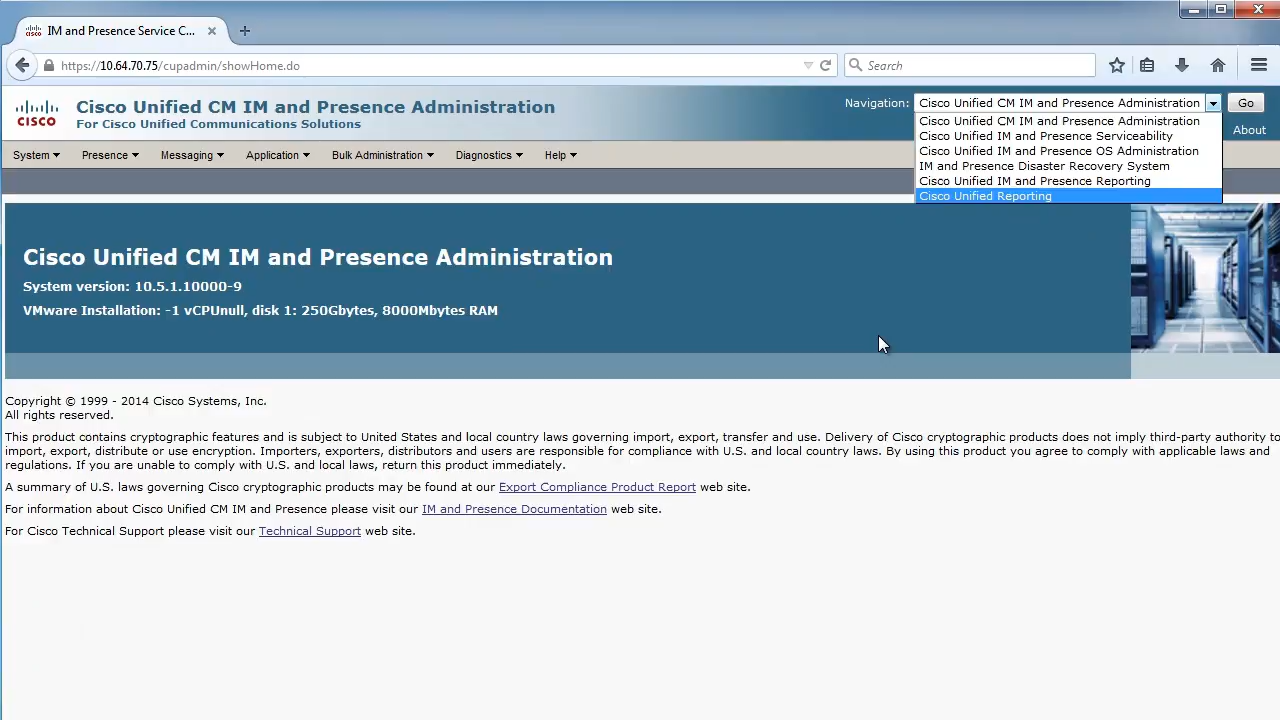 IM and Presence Service C...
https://10.64.70.75/cupadmin/showHome.do
Search
CISCO
Cisco Unified CM IM and Presence Administration
For Cisco Unified Communications Solutions
Navigation: Cisco Unified CM IM and Presence Administration Go
Cisco Unified CM IM and Presence Administration
Cisco Unified IM and Presence Serviceability
Cisco Unified IM and Presence OS Administration
IM and Presence Disaster Recovery System
Cisco Unified IM and Presence Reporting
Cisco Unified Reporting
About
System Presence Messaging Application Bulk Administration Diagnostics Help
Cisco Unified CM IM and Presence Administration
System version: 10.5.1.10000-9
VMware Installation: -1 vCPUnull, disk 1: 250Gbytes, 8000Mbytes RAM
Copyright © 1999 - 2014 Cisco Systems, Inc.
All rights reserved.
This product contains cryptographic features and is subject to United States and local country laws governing import, export, transfer and use. Delivery of Cisco cryptographic products does not imply third-party authority to
import, export, distribute or use encryption. Importers, exporters, distributors and users are responsible for compliance with U.S. and local country laws. By using this product you agree to comply with applicable laws and
regulations. If you are unable to comply with U.S. and local laws, return this product immediately.
A summary of U.S. laws governing Cisco cryptographic products may be found at our Export Compliance Product Report web site.
For information about Cisco Unified CM IM and Presence please visit our IM and Presence Documentation web site.
For Cisco Technical Support please visit our Technical Support web site.